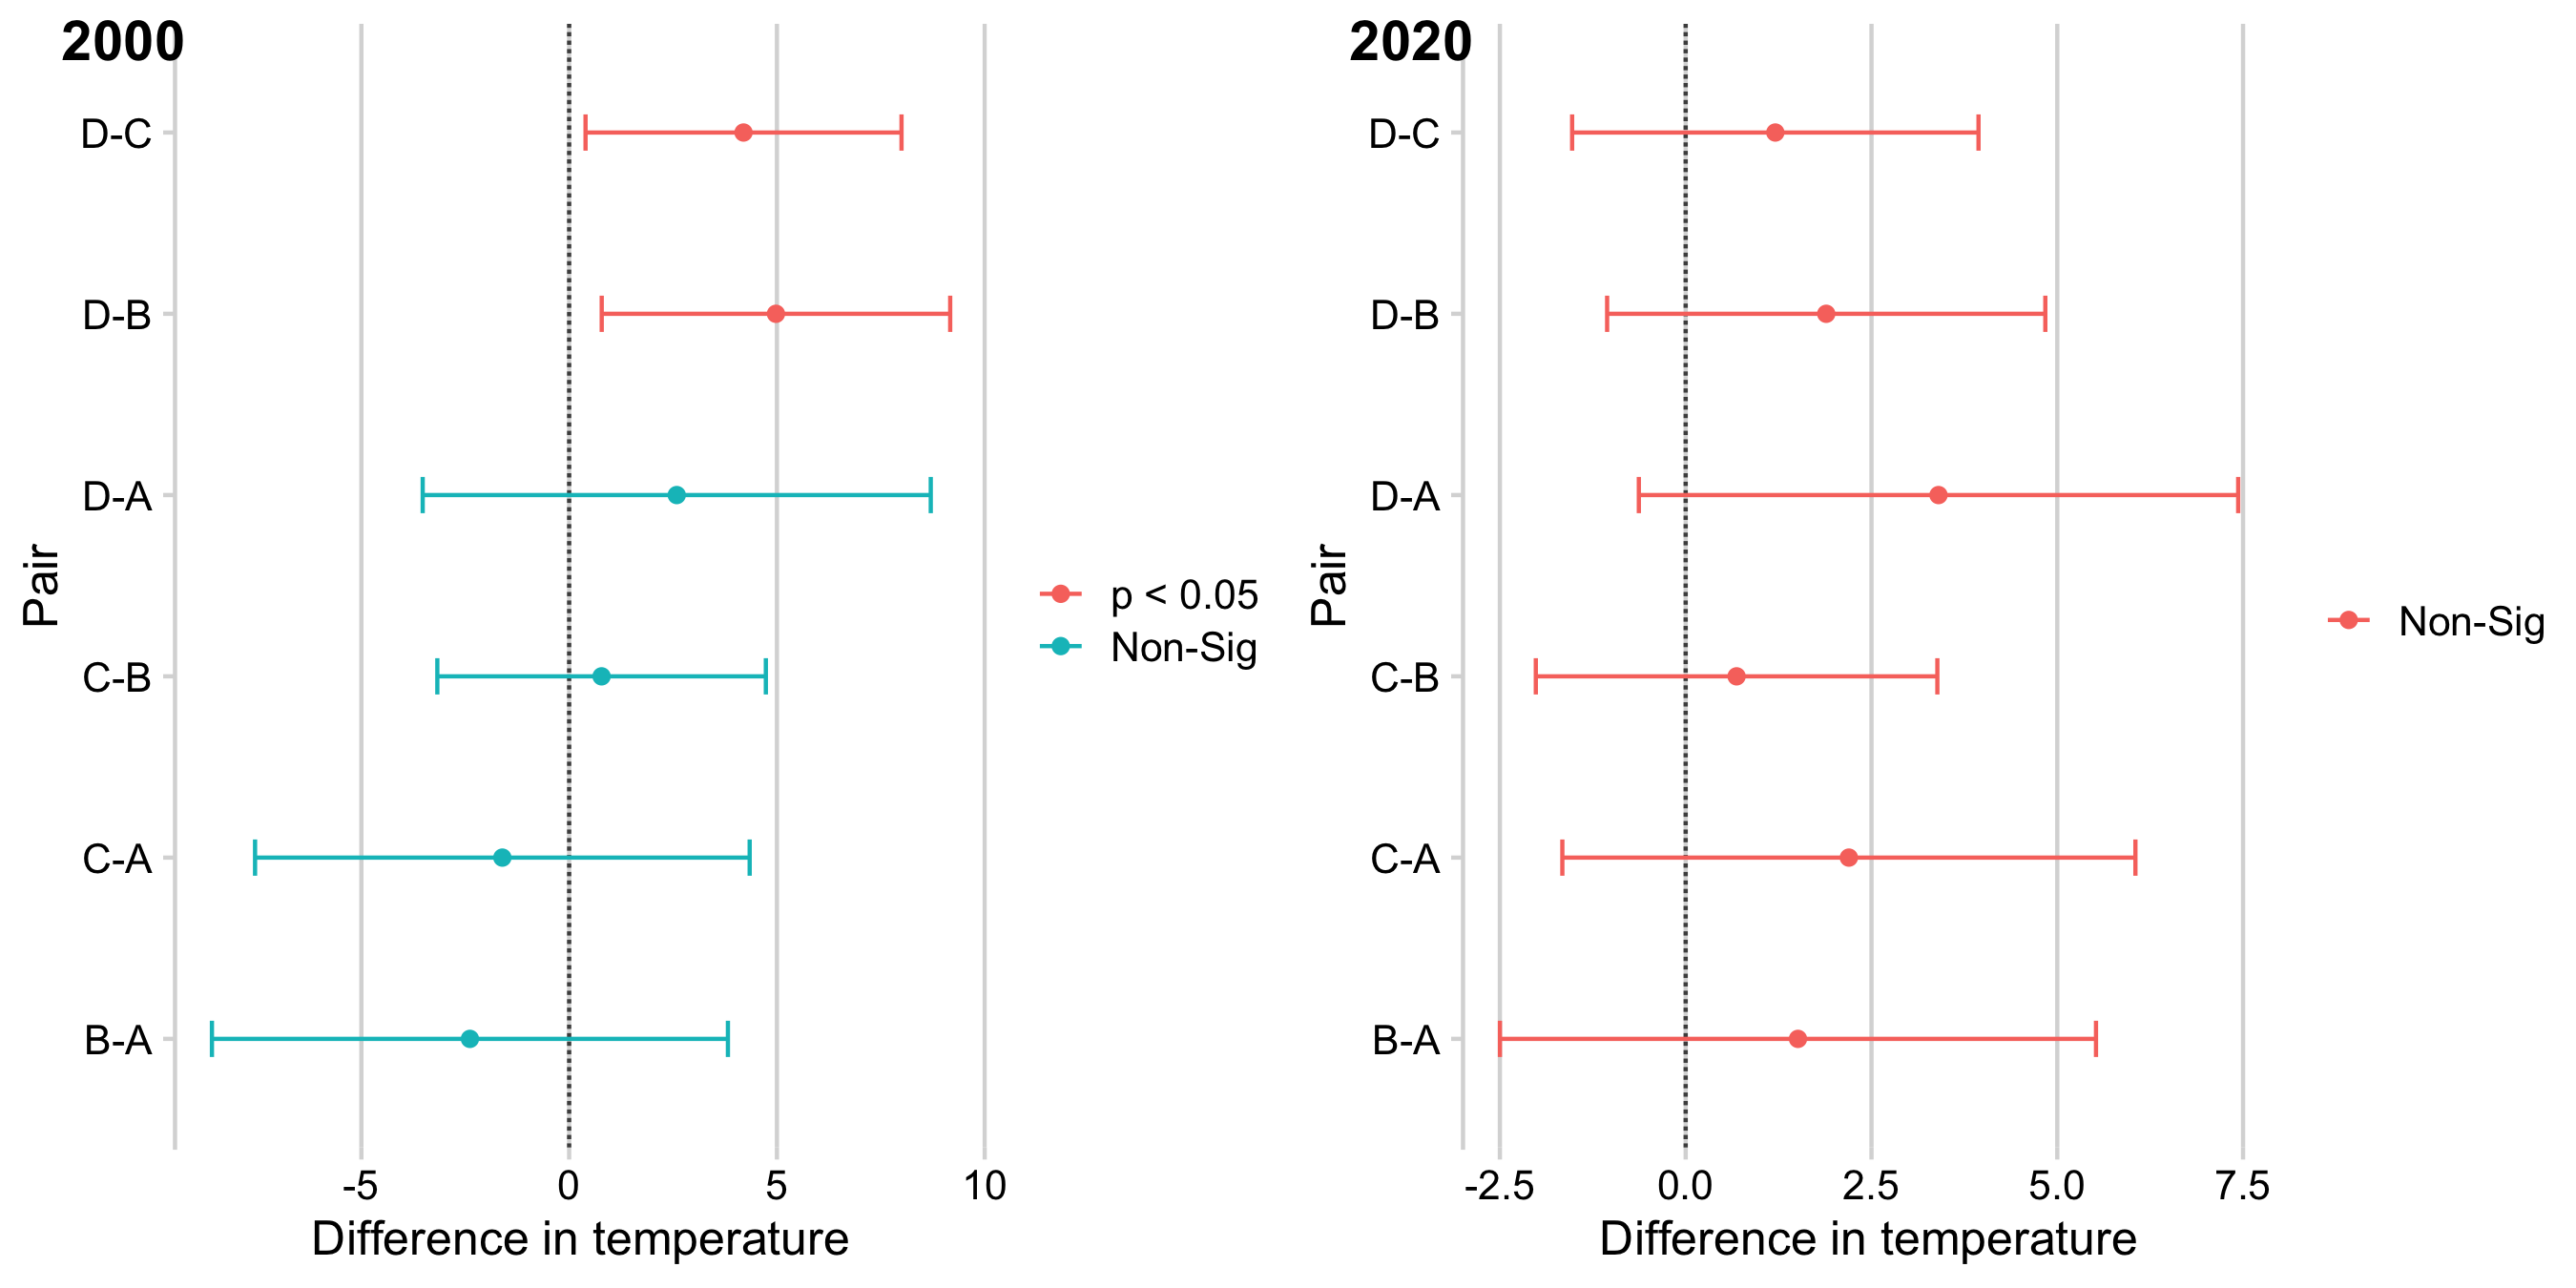 2000
D-C
D-B
D-A
C-B
C-A
B-A
Pair
-5 0 5 10
Difference in temperature
p < 0.05
Non-Sig
2020
D-C
D-B
D-A
C-B
C-A
B-A
Pair
-2.5 0.0 2.5 5.0 7.5
Difference in temperature
Non-Sig